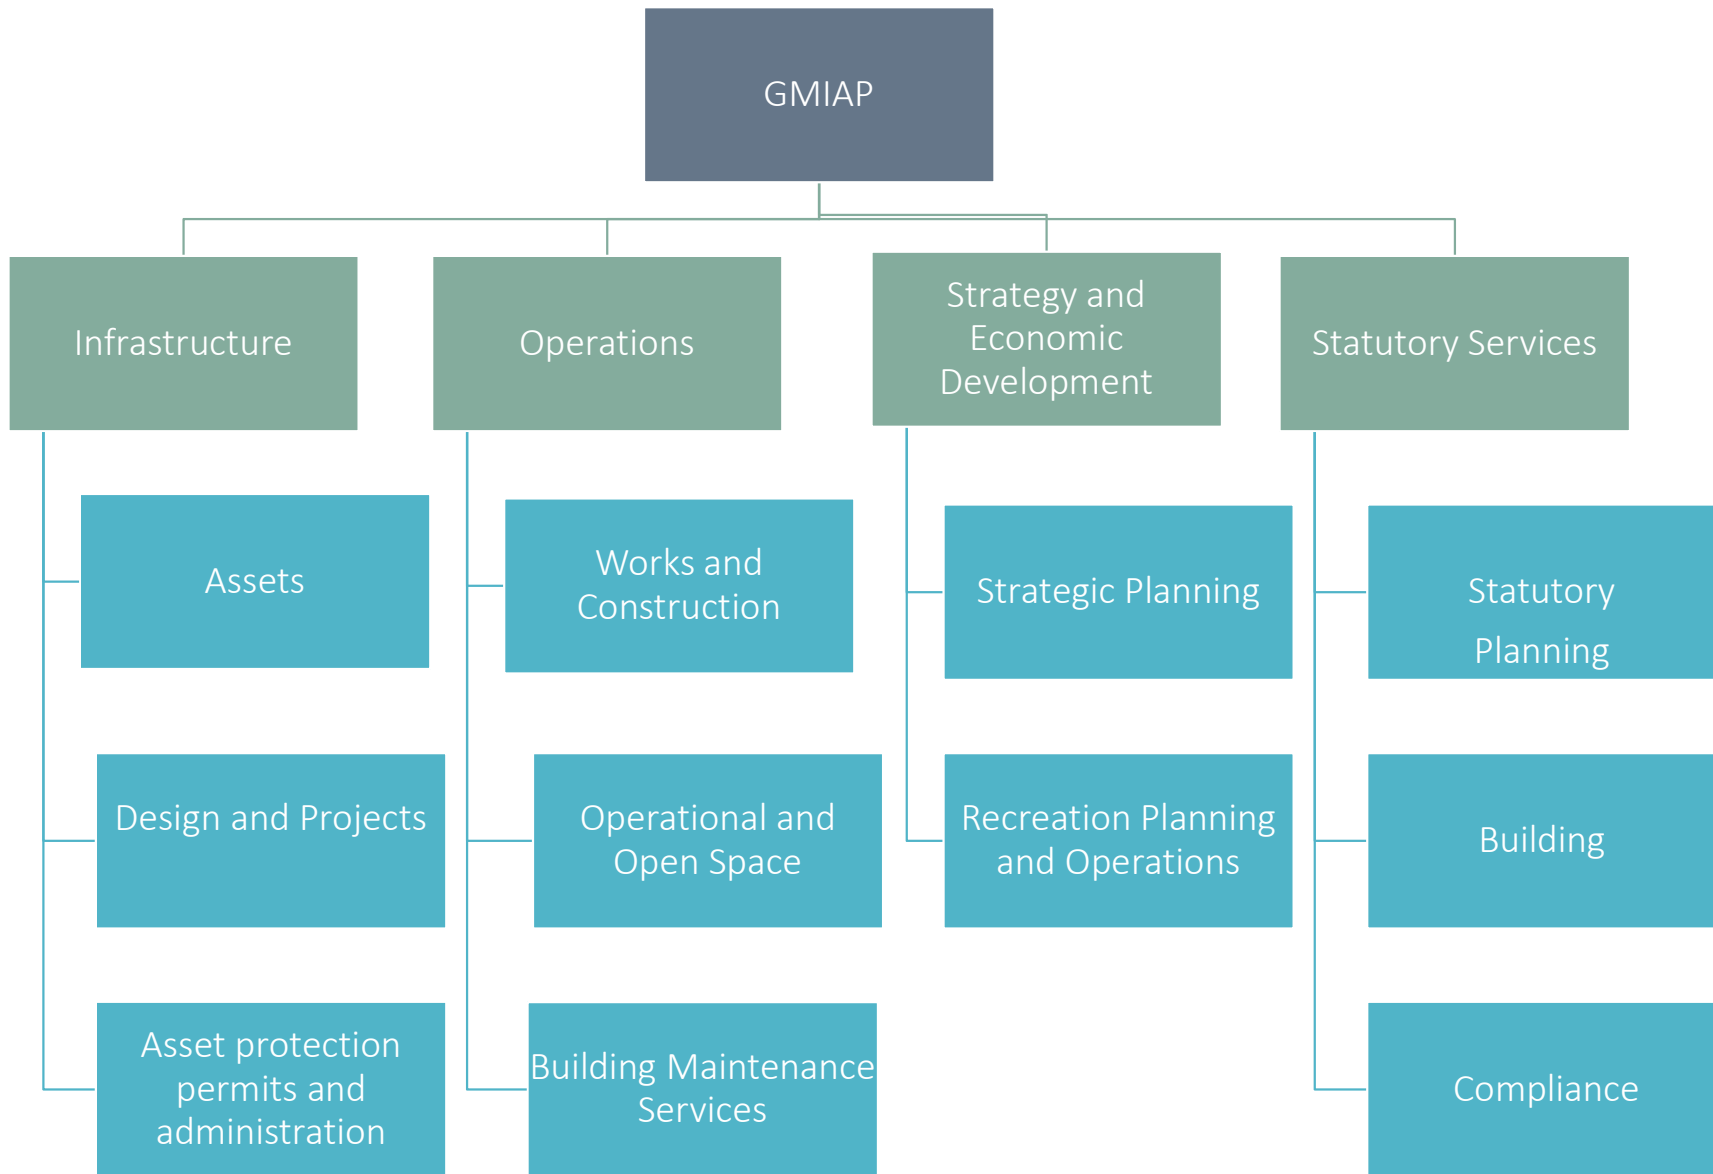 GMIAP
Infrastructure
Operations
Strategy and
Economic
Development
Statutory Services
Assets
Works and
Construction
Strategic Planning
Statutory
Planning
Design and Projects
Operational and
Open Space
Recreation Planning
and Operations
Building
Asset protection
permits and
administration
Building Maintenance
Services
Compliance